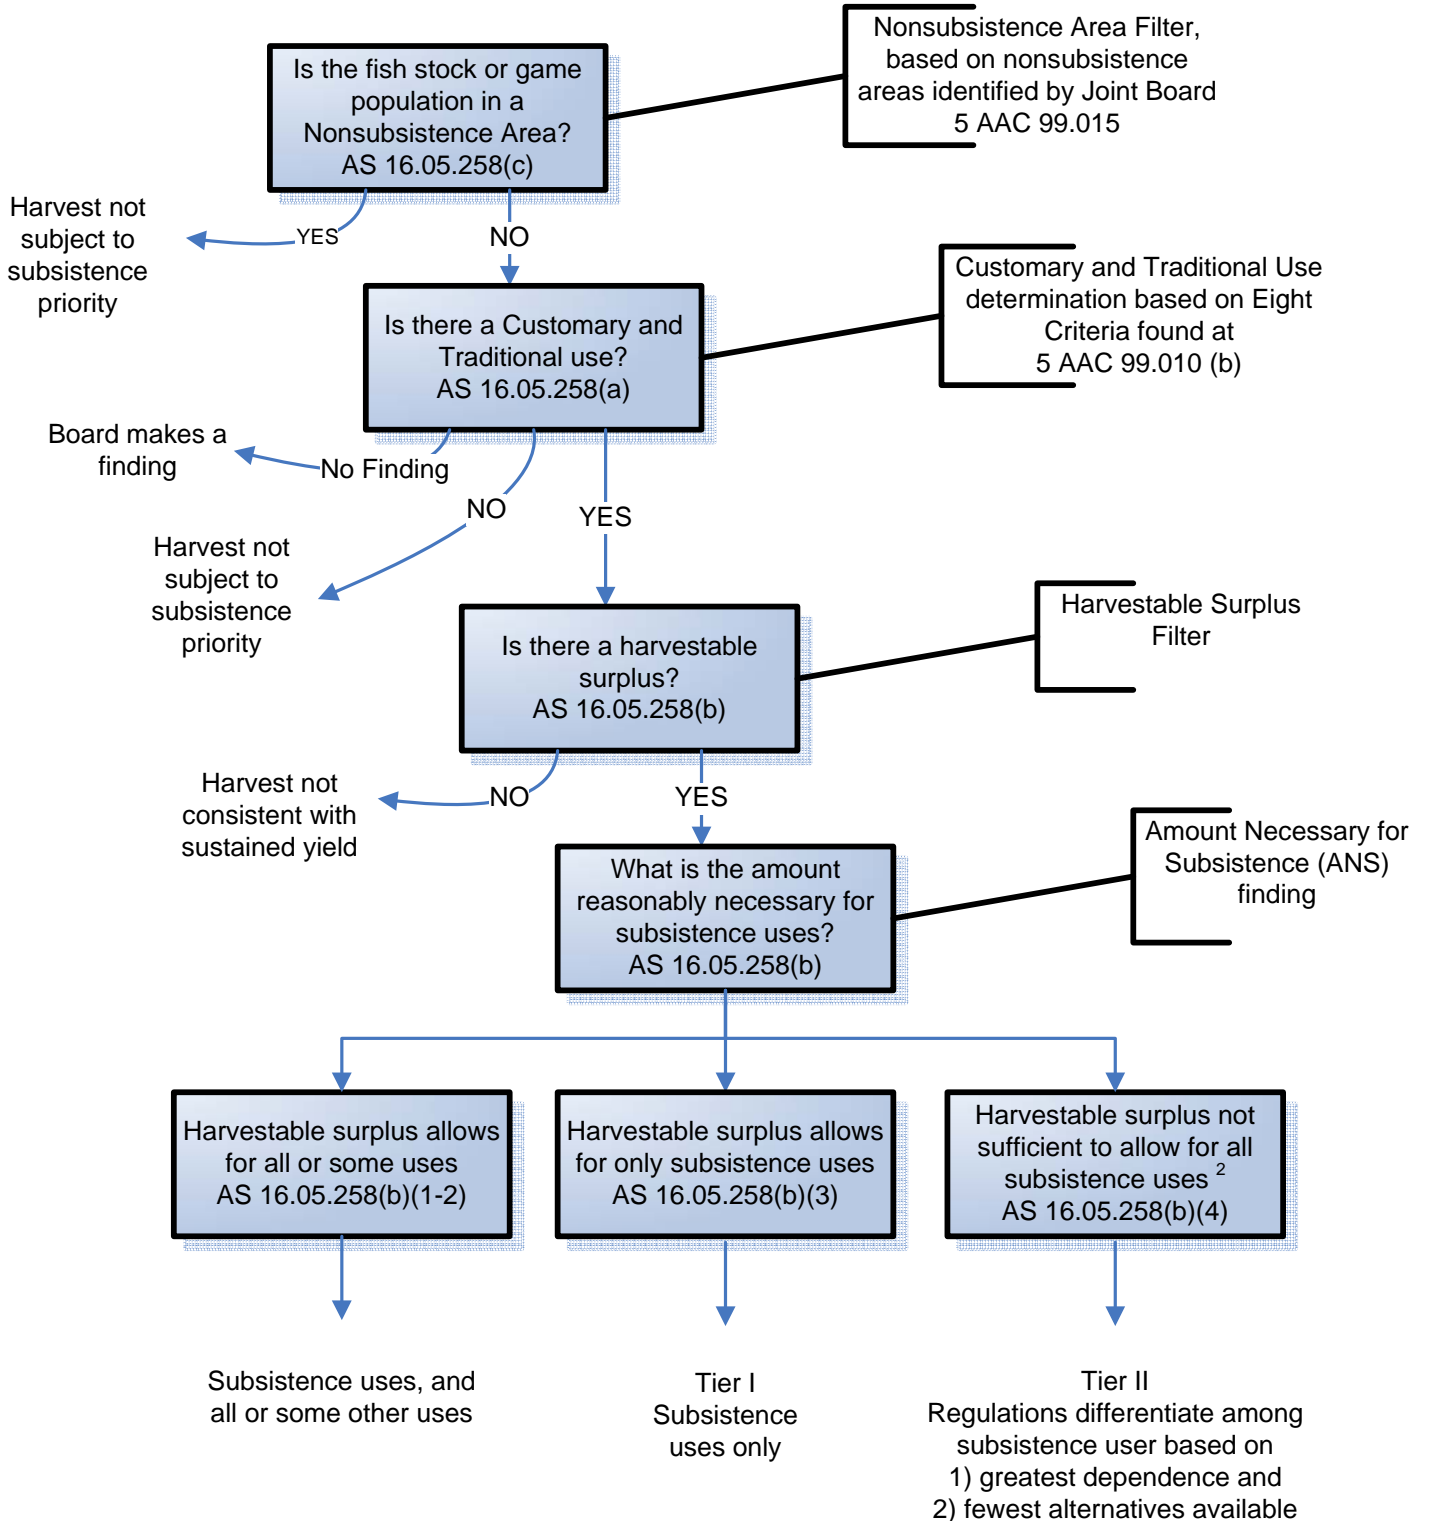 Nonsubsistence Area Filter,
based on nonsubsistence
areas identified by Joint Board
5 AAC 99.015
Is the fish stock or game
population in a
Nonsubsistence Area?
AS 16.05.258(c)
Harvest not
subject to
subsistence
priority
YES
NO
Customary and Traditional Use
determination based on Eight
Criteria found at
5 AAC 99.010 (b)
Is there a Customary and
Traditional use?
AS 16.05.258(a)
Board makes a
finding
No Finding
NO
YES
Harvest not
subject to
subsistence
priority
Harvestable Surplus
Filter
Is there a harvestable
surplus?
AS 16.05.258(b)
Harvest not
consistent with
sustained yield
NO
YES
Amount Necessary for
Subsistence (ANS)
finding
What is the amount
reasonably necessary for
subsistence uses?
AS 16.05.258(b)
Harvestable surplus allows
for all or some uses
AS 16.05.258(b)(1-2)
Harvestable surplus allows
for only subsistence uses
AS 16.05.258(b)(3)
Harvestable surplus not
sufficient to allow for all
subsistence uses 2
AS 16.05.258(b)(4)
Subsistence uses, and
all or some other uses
Tier I
Subsistence
uses only
Tier II
Regulations differentiate among
subsistence user based on
1) greatest dependence and
2) fewest alternatives available